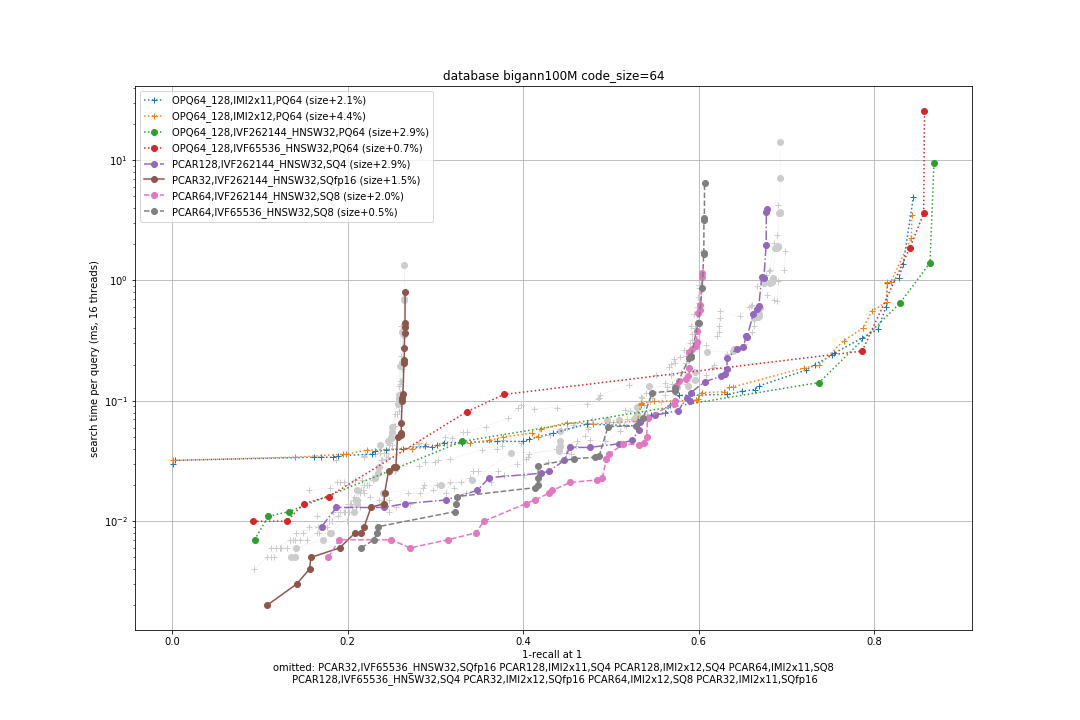 database bigann100M code_size=64
OPQ64_128,IMI2x11,PQ64 (size+2.1%)
OPQ64_128,IMI2x12,PQ64 (size+4.4%)
OPQ64_128,IVF262144_HNSW32,PQ64 (size+2.9%)
OPQ64_128,IVF65536_HNSW32,PQ64 (size+0.7%)
PCAR128,IVF262144_HNSW32,SQ4 (size+2.9%)
PCAR32,IVF262144_HNSW32,SQfp16 (size+1.5%)
PCAR64,IVF262144_HNSW32,SQ8 (size+2.0%)
PCAR64,IVF65536_HNSW32,SQ8 (size+0.5%)
search time per query (ms, 16 threads)
10¹
10⁰
10⁻¹
10⁻²
0.0 0.2 0.4 0.6 0.8
1-recall at 1
omitted: PCAR32,IVF65536_HNSW32,SQfp16 PCAR128,IMI2x11,SQ4 PCAR128,IMI2x12,SQ4 PCAR64,IMI2x11,SQ8
PCAR128,IVF65536_HNSW32,SQ4 PCAR32,IMI2x12,SQfp16 PCAR64,IMI2x12,SQ8 PCAR32,IMI2x11,SQfp16